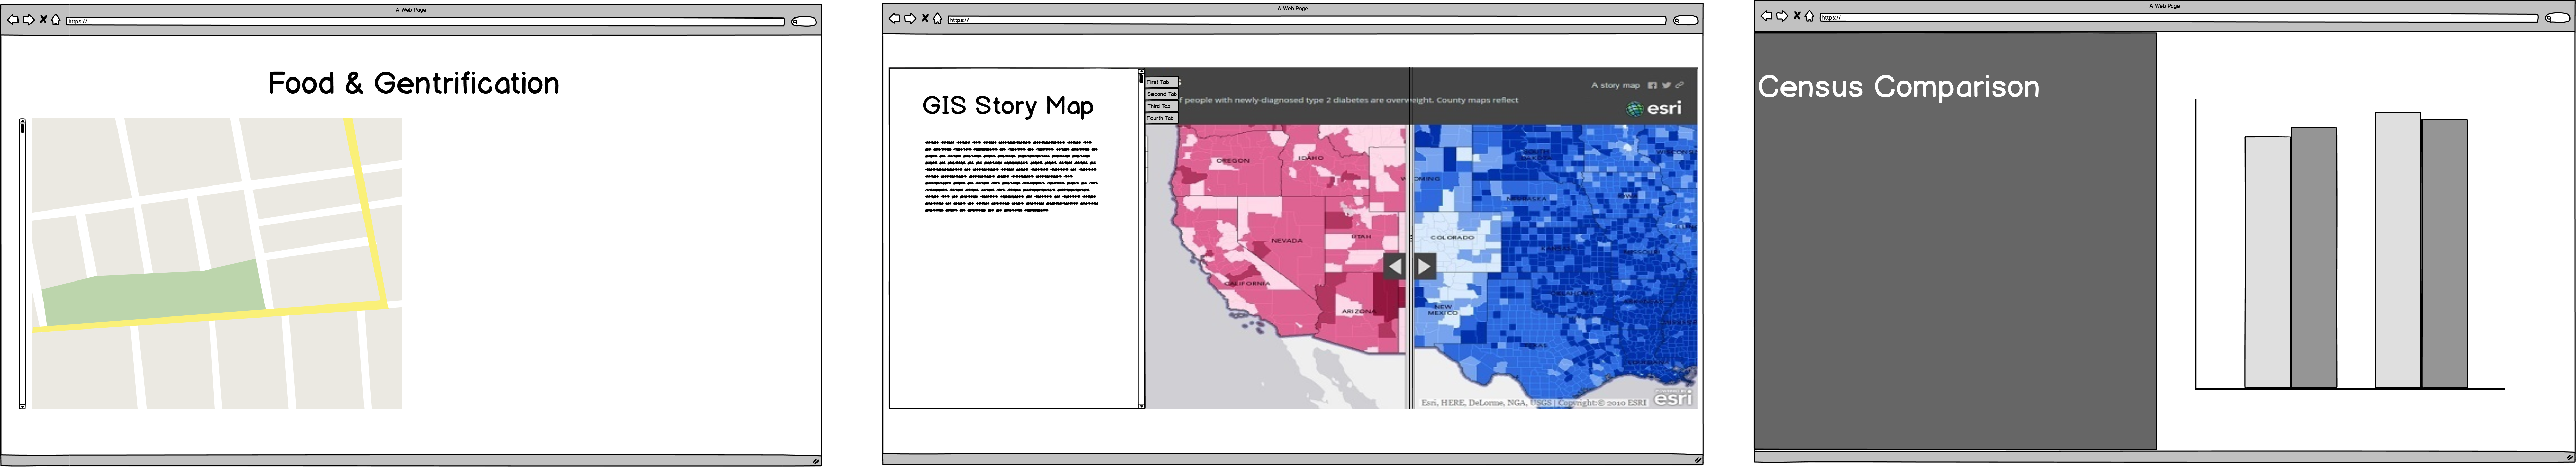 A Web Page
https://
Food & Gentrification
A Web Page
https://
GIS Story Map
First Tab
Second Tab
Third Tab
Fourth Tab
A story map
f people with newly-diagnosed type 2 diabetes are overweight. County maps reflect
esri
OREGON
IDAHO
WYOMING
NEBRASKA
NEVADA
UTAH
COLORADO
CALIFORNIA
ARIZONA
NEW
MEXICO
TEXAS
Esri, HERE, DeLorme, NGA, USGS | Copyright:© 2010 ESRI
esri
A Web Page
https://
Census Comparison